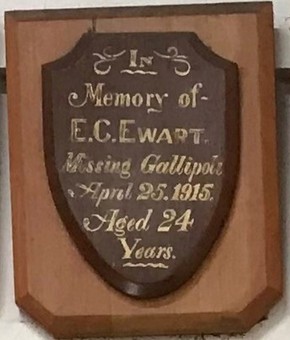 In
Memory of-
E.C. EWART.
Missing Gallipoli
April 25. 1915.
Aged 24
Years.